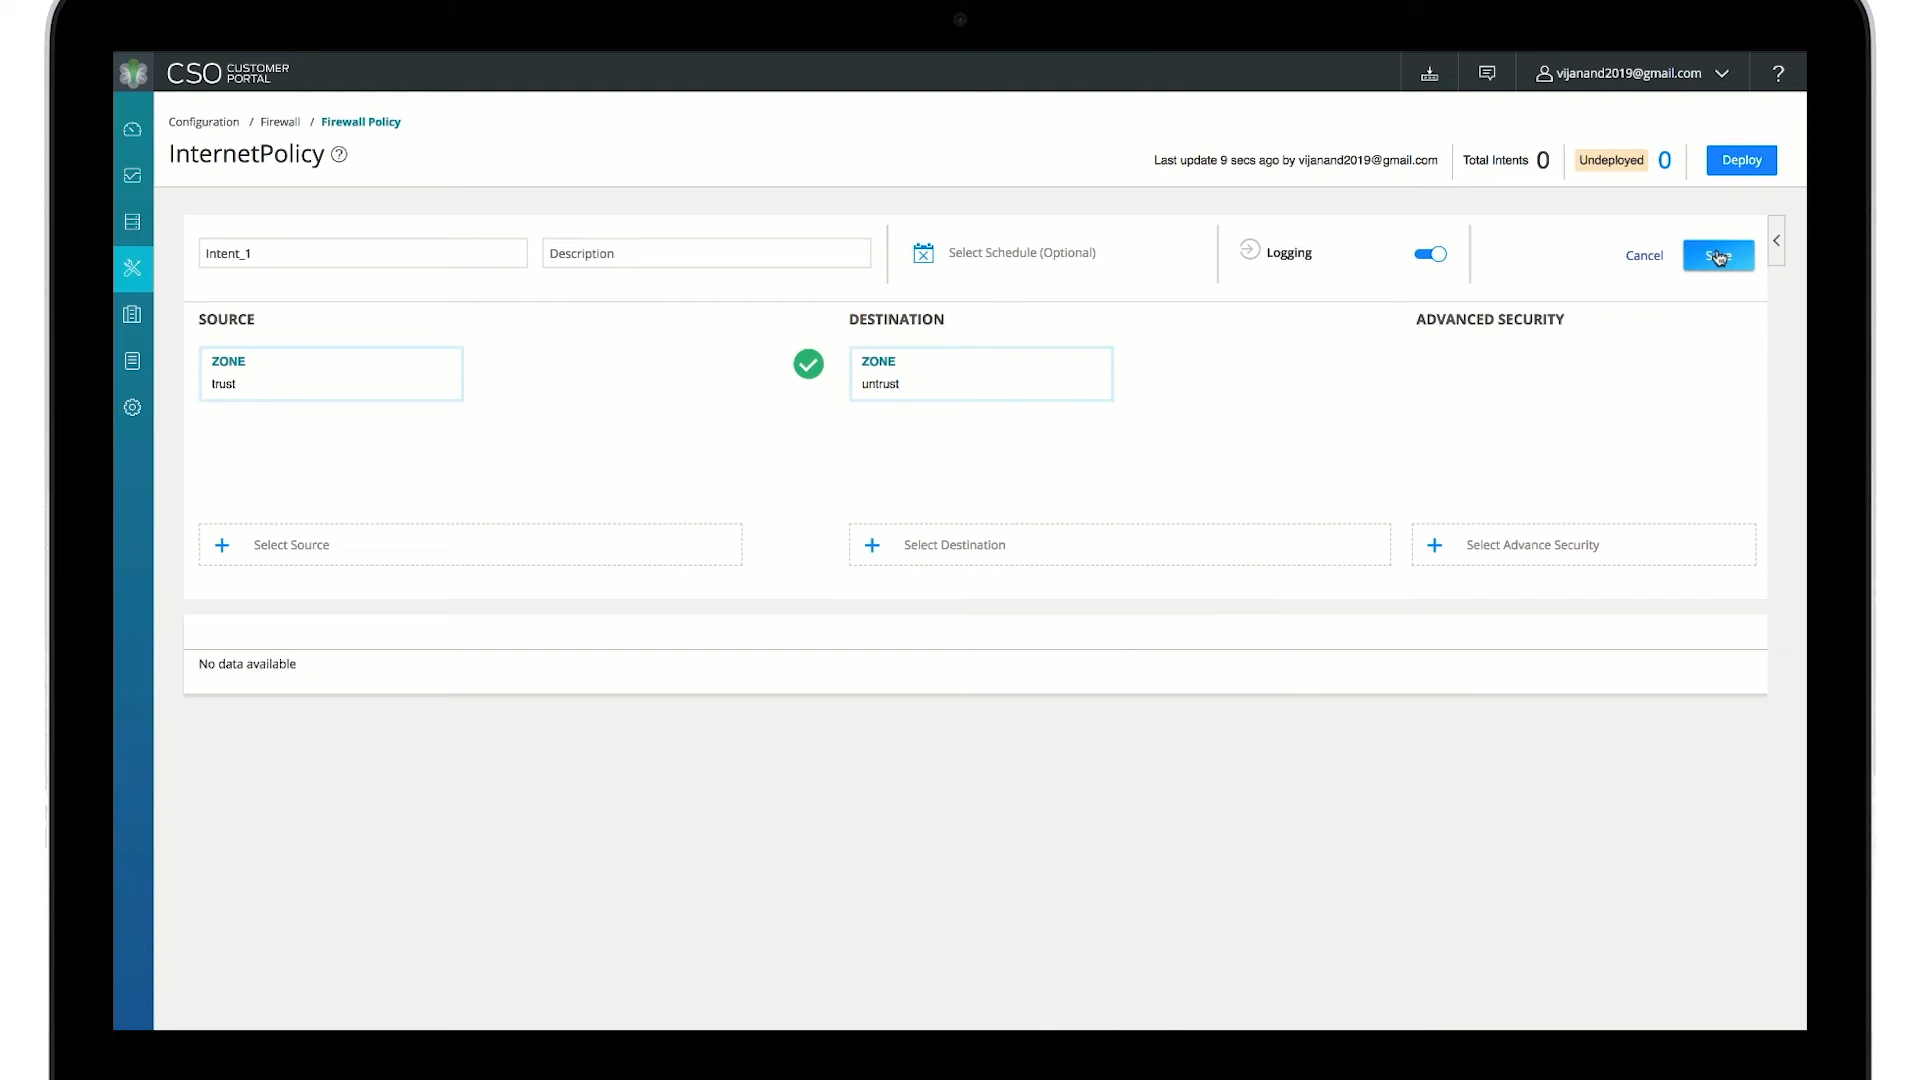 CSO CUSTOMER PORTAL
vijanand2019@gmail.com
?
Configuration / Firewall / Firewall Policy
InternetPolicy ?
Last update 9 secs ago by vijanand2019@gmail.com
Total Intents 0
Undeployed 0
Deploy
Intent_1
Description
Select Schedule (Optional)
Logging
Cancel
SOURCE
DESTINATION
ADVANCED SECURITY
ZONE
trust
ZONE
untrust
+ Select Source
+ Select Destination
+ Select Advance Security
No data available